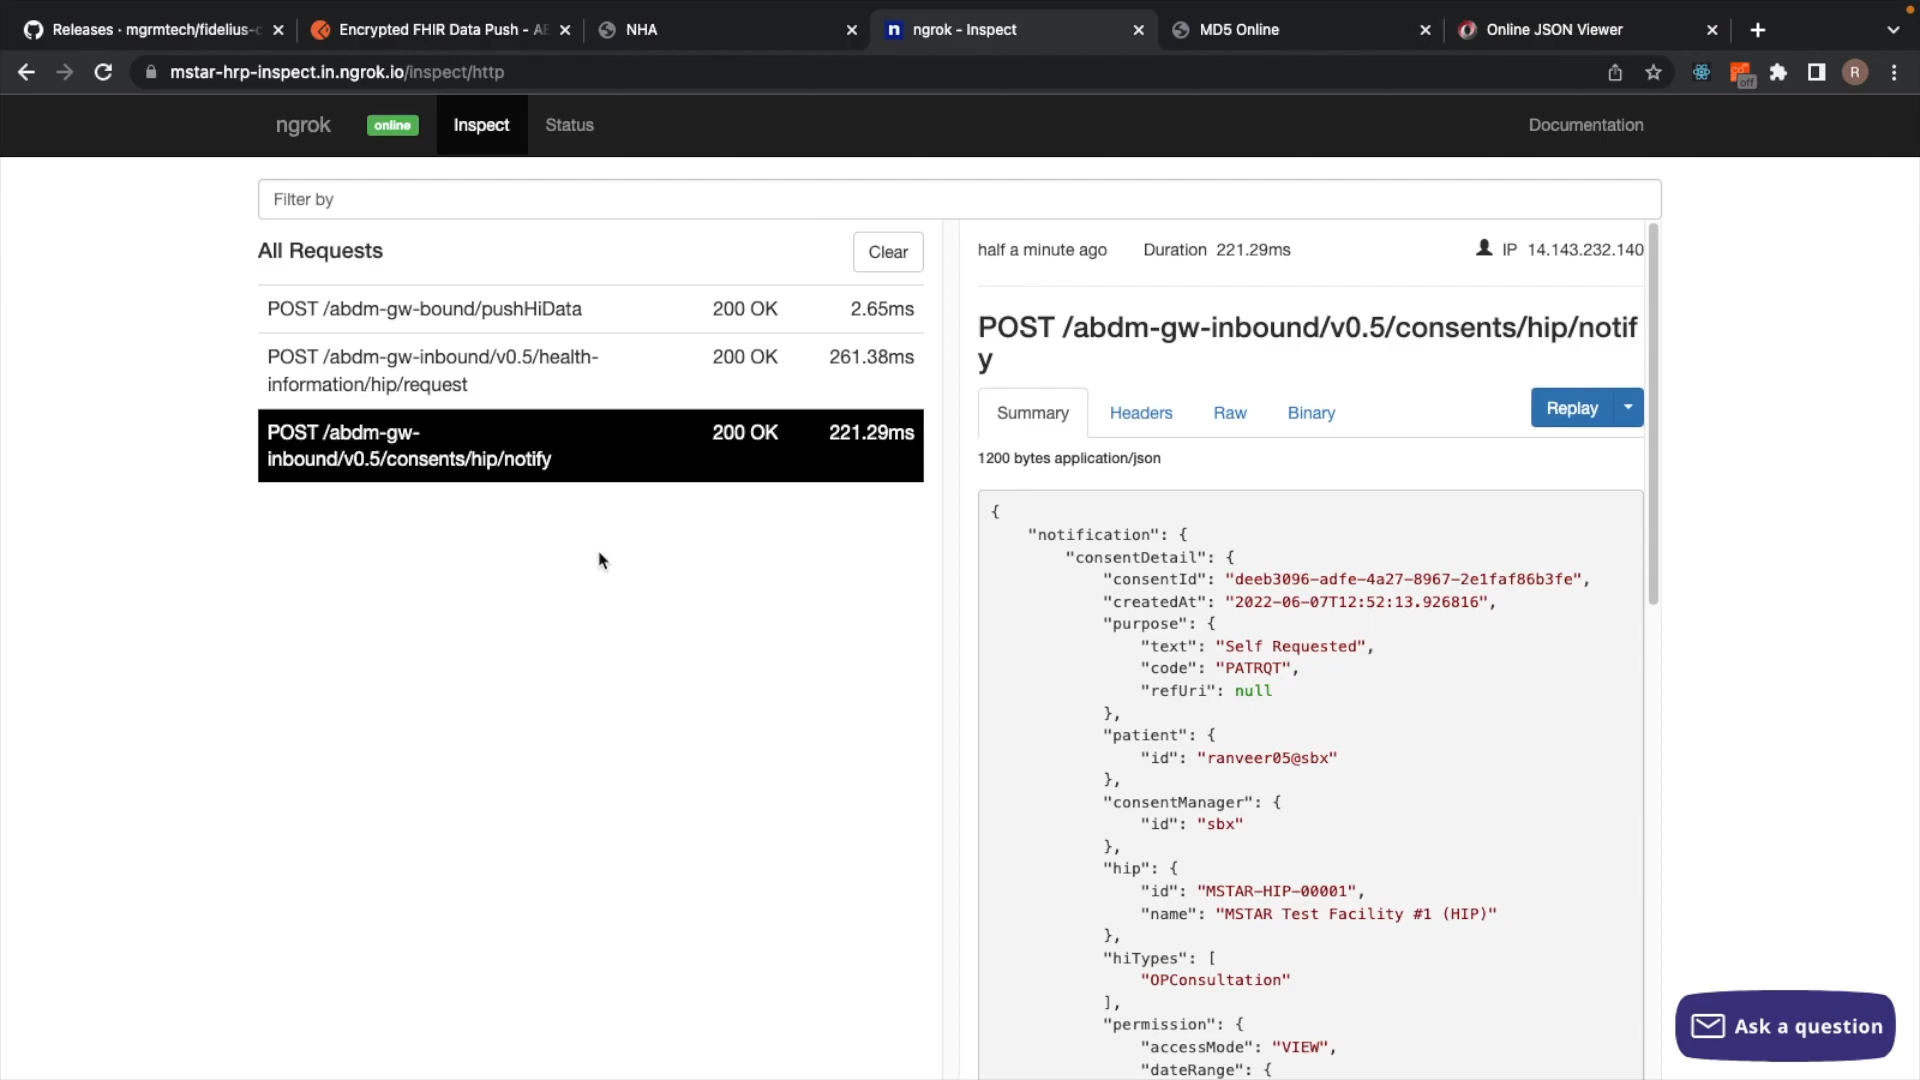 Releases · mgrmtech/fidelius-c
Encrypted FHIR Data Push - AB
NHA
ngrok - Inspect
MD5 Online
Online JSON Viewer
mstar-hrp-inspect.in.ngrok.io/inspect/http
off
R
ngrok
online
Inspect
Status
Documentation
Filter by
All Requests
Clear
POST /abdm-gw-bound/pushHiData 200 OK 2.65ms
POST /abdm-gw-inbound/v0.5/health- 200 OK 261.38ms
information/hip/request
POST /abdm-gw- 200 OK 221.29ms
inbound/v0.5/consents/hip/notify
half a minute ago Duration 221.29ms IP 14.143.232.140
POST /abdm-gw-inbound/v0.5/consents/hip/notif
y
Summary Headers Raw Binary Replay
1200 bytes application/json
{
"notification": {
"consentDetail": {
"consentId": "deeb3096-adfe-4a27-8967-2e1faf86b3fe",
"createdAt": "2022-06-07T12:52:13.926816",
"purpose": {
"text": "Self Requested",
"code": "PATRQT",
"refUri": null
},
"patient": {
"id": "ranveer05@sbx"
},
"consentManager": {
"id": "sbx"
},
"hip": {
"id": "MSTAR-HIP-00001",
"name": "MSTAR Test Facility #1 (HIP)"
},
"hiTypes": [
"OPConsultation"
],
"permission": {
"accessMode": "VIEW",
"dateRange": {
Ask a question